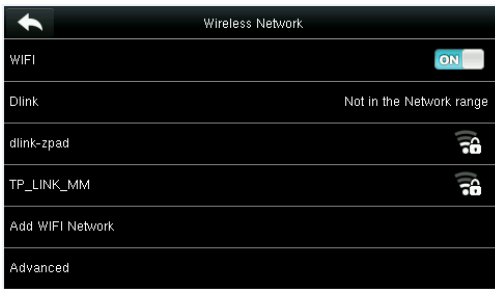 Wireless Network
WIFI ON
Dlink Not in the Network range
dlink-zpad
TP_LINK_MM
Add WIFI Network
Advanced